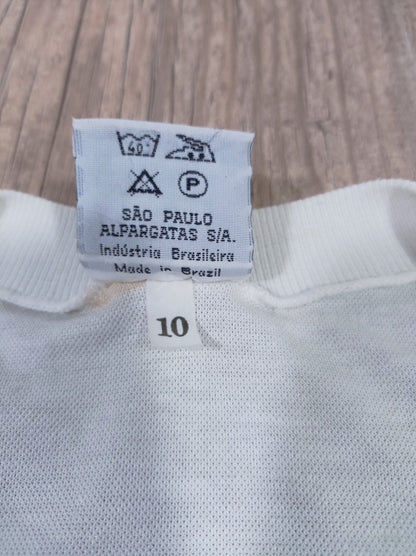 40°
P
SÃO PAULO
ALPARGATAS S/A.
Indústria Brasileira
Made in Brazil
10